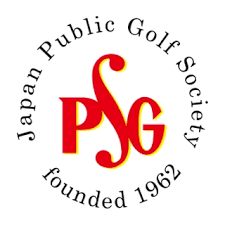 Japan Public Golf Society
PSG
founded 1962